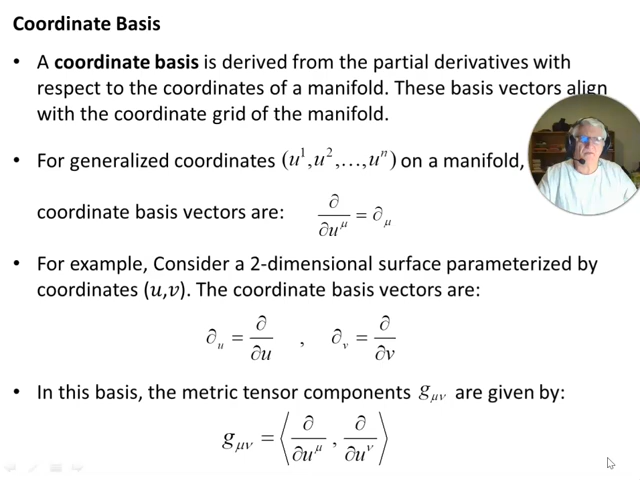 Coordinate Basis
• A coordinate basis is derived from the partial derivatives with
respect to the coordinates of a manifold. These basis vectors align
with the coordinate grid of the manifold.
• For generalized coordinates (u¹,u²,…,uⁿ) on a manifold,
coordinate basis vectors are: ∂/∂u^μ = ∂_μ
• For example, Consider a 2-dimensional surface parameterized by
coordinates (u,v). The coordinate basis vectors are:
∂_u = ∂/∂u , ∂_v = ∂/∂v
• In this basis, the metric tensor components g_μν are given by:
g_μν = ⟨∂/∂u^μ , ∂/∂u^ν⟩